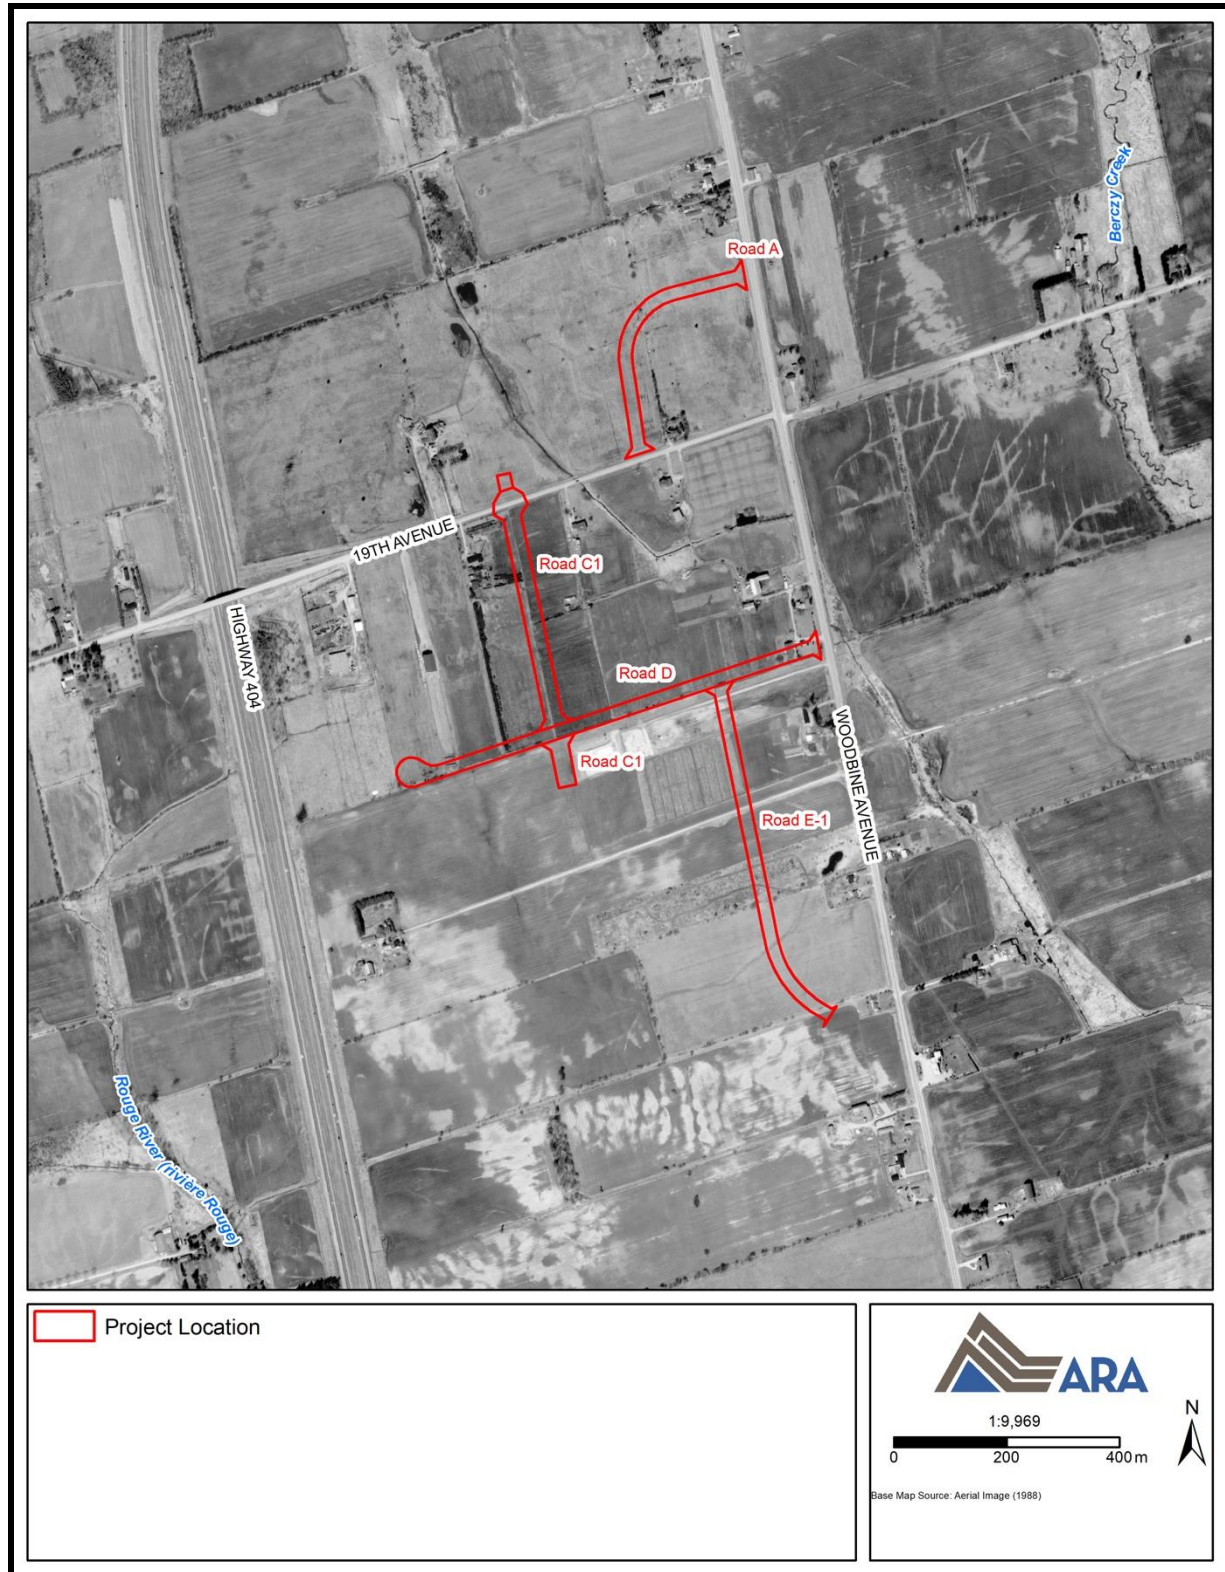 Berczy Creek
Road A
19TH AVENUE
Road C1
HIGHWAY 404
Road D
WOODBINE AVENUE
Road C1
Road E-1
Rouge River (rivière Rouge)
Project Location
ARA
1:9,969
N
0 200 400 m
Base Map Source: Aerial Image (1988)